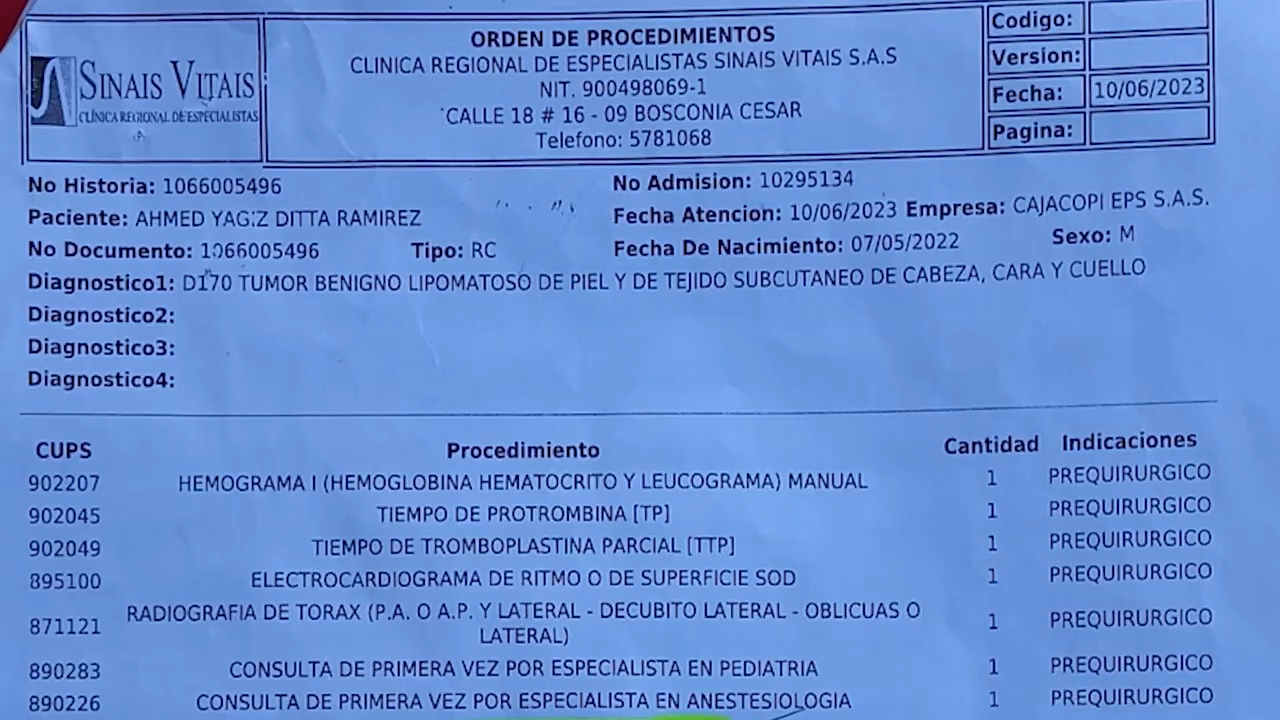 SINAIS VITAIS
CLÍNICA REGIONAL DE ESPECIALISTAS
ORDEN DE PROCEDIMIENTOS
CLINICA REGIONAL DE ESPECIALISTAS SINAIS VITAIS S.A.S
NIT. 900498069-1
CALLE 18 # 16 - 09 BOSCONIA CESAR
Telefono: 5781068
Codigo:
Version:
Fecha: 10/06/2023
Pagina:
No Historia: 1066005496 No Admision: 10295134
Paciente: AHMED YAGIZ DITTA RAMIREZ Fecha Atencion: 10/06/2023 Empresa: CAJACOPI EPS S.A.S.
No Documento: 1066005496 Tipo: RC Fecha De Nacimiento: 07/05/2022 Sexo: M
Diagnostico1: D170 TUMOR BENIGNO LIPOMATOSO DE PIEL Y DE TEJIDO SUBCUTANEO DE CABEZA, CARA Y CUELLO
Diagnostico2:
Diagnostico3:
Diagnostico4:
CUPS Procedimiento Cantidad Indicaciones
902207 HEMOGRAMA I (HEMOGLOBINA HEMATOCRITO Y LEUCOGRAMA) MANUAL 1 PREQUIRURGICO
902045 TIEMPO DE PROTROMBINA [TP] 1 PREQUIRURGICO
902049 TIEMPO DE TROMBOPLASTINA PARCIAL [TTP] 1 PREQUIRURGICO
895100 ELECTROCARDIOGRAMA DE RITMO O DE SUPERFICIE SOD 1 PREQUIRURGICO
871121 RADIOGRAFIA DE TORAX (P.A. O A.P. Y LATERAL - DECUBITO LATERAL - OBLICUAS O LATERAL) 1 PREQUIRURGICO
890283 CONSULTA DE PRIMERA VEZ POR ESPECIALISTA EN PEDIATRIA 1 PREQUIRURGICO
890226 CONSULTA DE PRIMERA VEZ POR ESPECIALISTA EN ANESTESIOLOGIA 1 PREQUIRURGICO